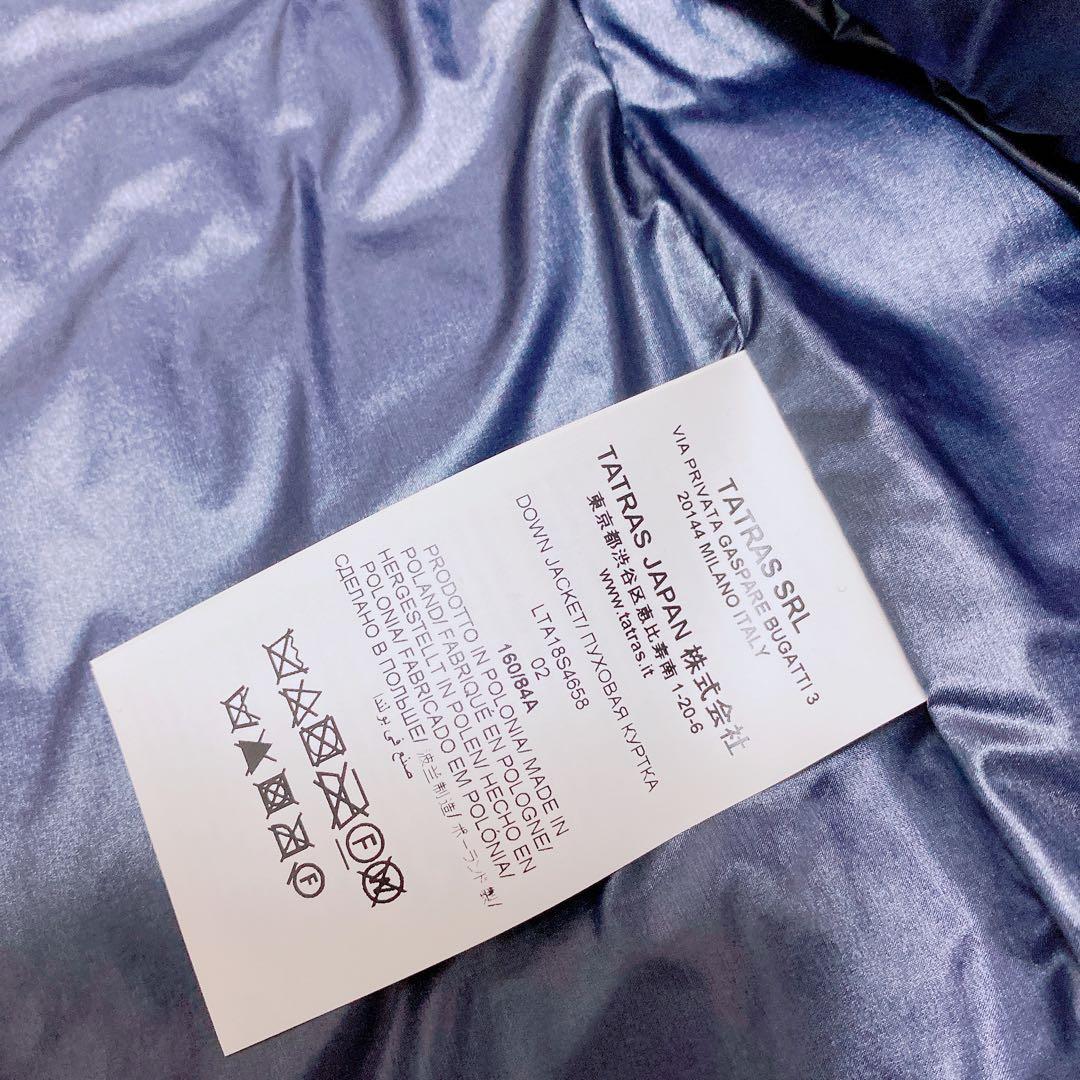 TATRAS SRL
VIA PRIVATA GASPARE BUGATTI 3
20144 MILANO ITALY
TATRAS JAPAN 株式会社
東京都渋谷区恵比寿南 1-20-6
www.tatras.it
DOWN JACKET/ ПУХОВАЯ КУРТКА
LTA18S4658
02
160/84A
PRODOTTO IN POLONIA/ MADE IN
POLAND/ FABRIQUE EN POLOGNE/
HERGESTELLT IN POLEN/ HECHO EN
POLONIA/ FABRICADO EM POLÓNIA/
СДЕЛАНО В ПОЛЬШЕ/ 波兰制造/ ポーランド製/
صنع في بولندا
F
W
F